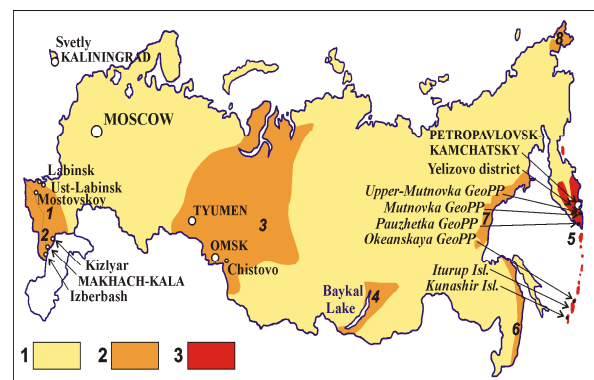 Svetly
KALININGRAD
MOSCOW
Labinsk
Ust-Labinsk
Mostovskoy
1
2
Kizlyar
MAKHACH-KALA
Izberbash
TYUMEN
3
OMSK
Chistovo
Baykal
Lake
4
8
PETROPAVLOVSK
KAMCHATSKY
Yelizovo district
Upper-Mutnovka GeoPP
Mutnovka GeoPP
7
Pauzhetka GeoPP
Okeanskaya GeoPP
5
Iturup Isl.
Kunashir Isl.
6
1
2
3